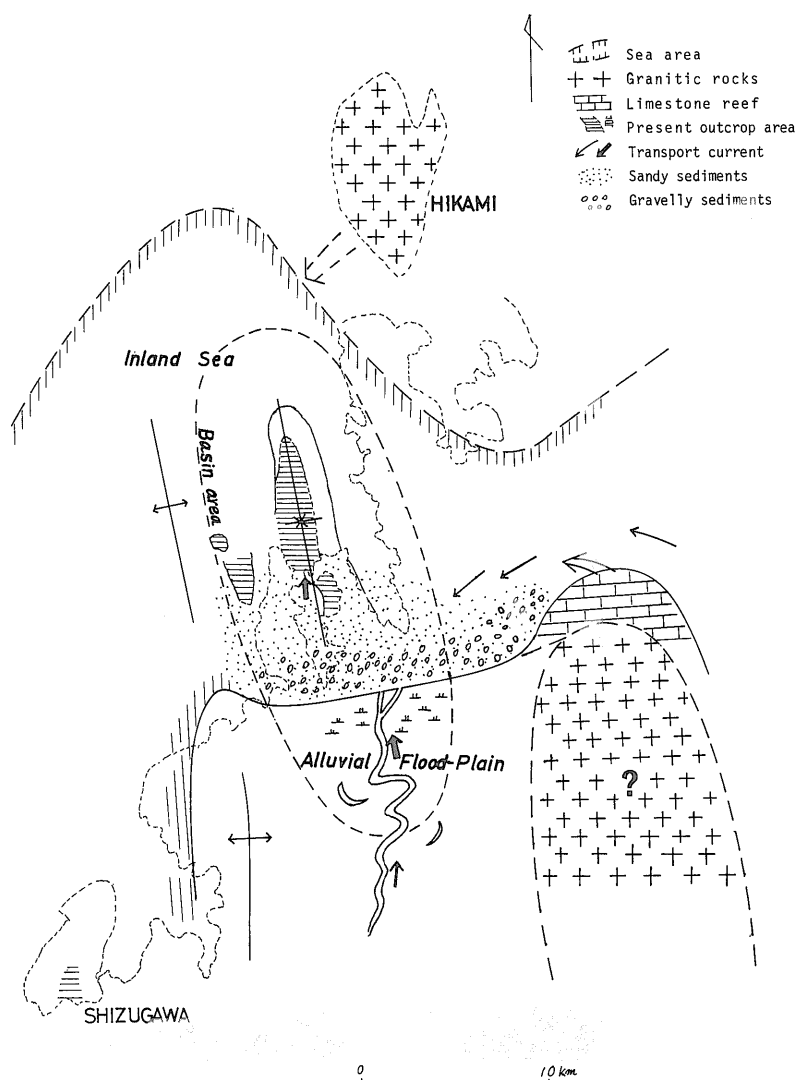 Sea area
Granitic rocks
Limestone reef
Present outcrop area
Transport current
Sandy sediments
Gravelly sediments
HIKAMI
Inland Sea
Basin area
Alluvial Flood-Plain
?
SHIZUGAWA
0 10 km